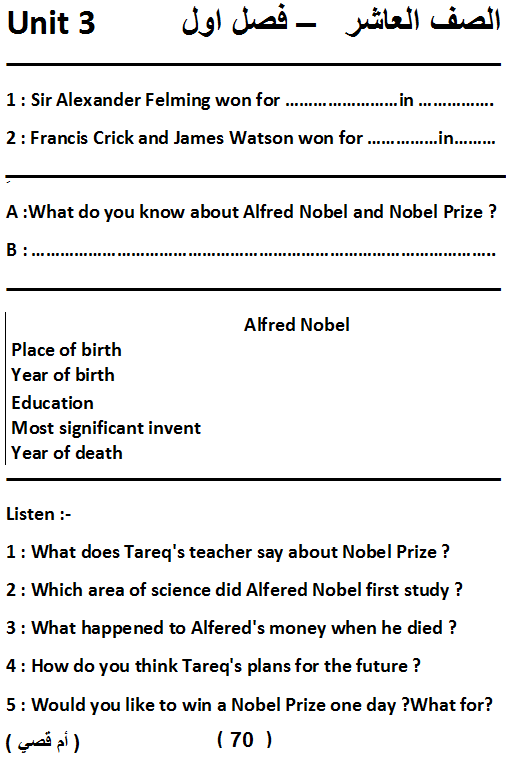 Unit 3 الصف العاشر – فصل اول
1 : Sir Alexander Felming won for ……………………in …………….
2 : Francis Crick and James Watson won for ……………in………
A :What do you know about Alfred Nobel and Nobel Prize ?
B : ………………………………………………………………………………..
Alfred Nobel
Place of birth
Year of birth
Education
Most significant invent
Year of death
Listen :-
1 : What does Tareq's teacher say about Nobel Prize ?
2 : Which area of science did Alfered Nobel first study ?
3 : What happened to Alfered's money when he died ?
4 : How do you think Tareq's plans for the future ?
5 : Would you like to win a Nobel Prize one day ?What for?
( أم قصي ) ( 70 )